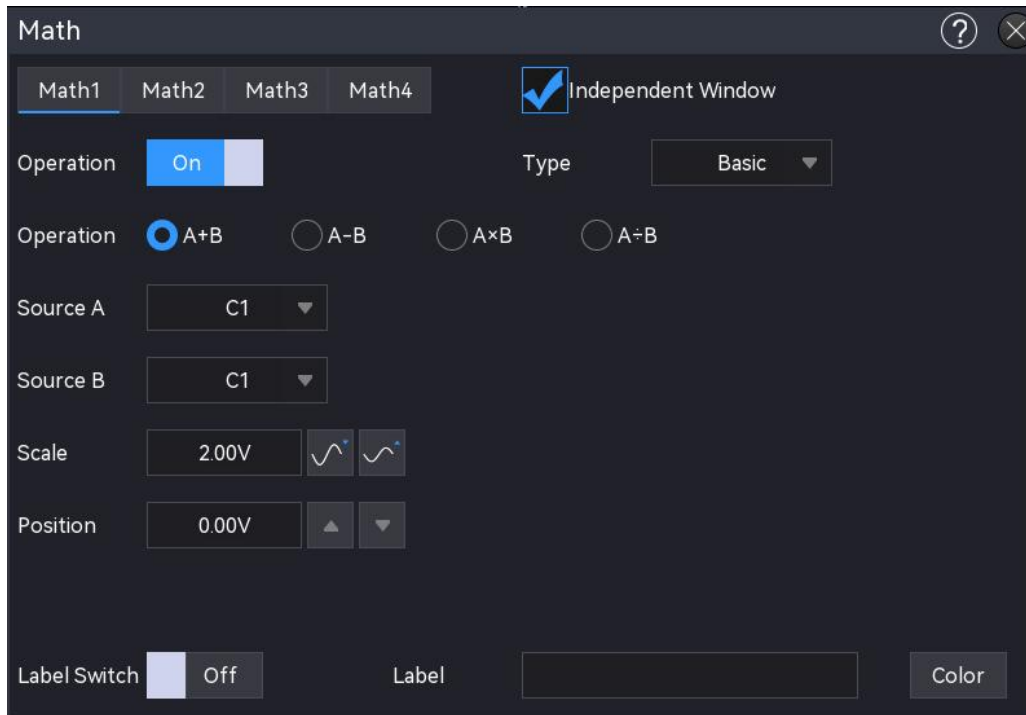 Math
Math1 Math2 Math3 Math4 Independent Window
Operation On Type Basic
Operation A+B A-B A×B A÷B
Source A C1
Source B C1
Scale 2.00V
Position 0.00V
Label Switch Off Label Color